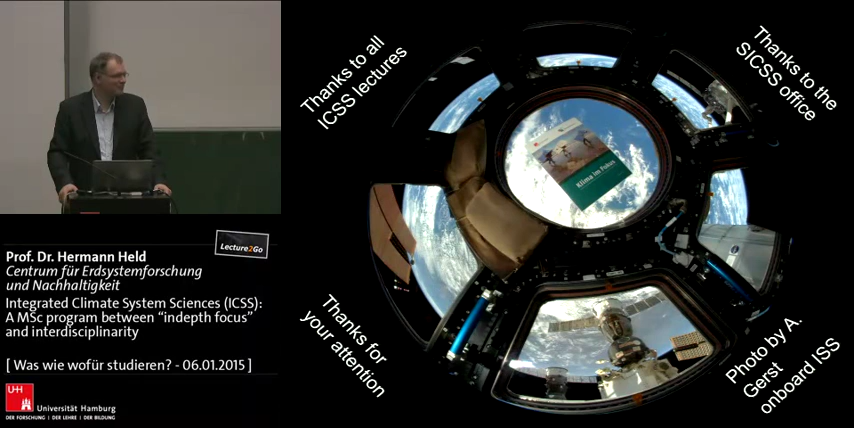 Thanks to all
ICSS lectures
Thanks to the
SICSS office
Klima im Fokus
Lecture2Go
Prof. Dr. Hermann Held
Centrum für Erdsystemforschung
und Nachhaltigkeit
Integrated Climate System Sciences (ICSS):
A MSc program between “indepth focus”
and interdisciplinarity
[ Was wie wofür studieren? - 06.01.2015 ]
UHH
Universität Hamburg
DER FORSCHUNG | DER LEHRE | DER BILDUNG
Thanks for
your attention
Photo by A.
Gerst
onboard ISS